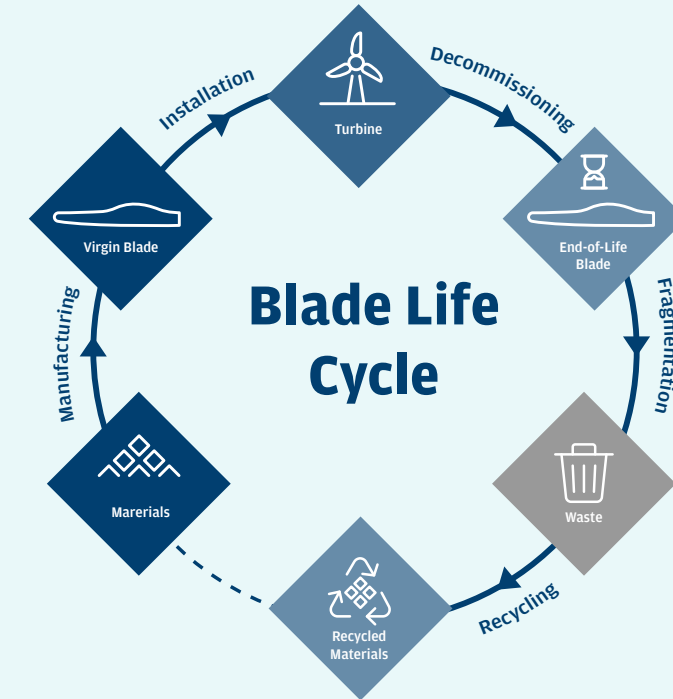 Installation
Turbine
Decommissioning
Virgin Blade
End-of-Life
Blade
Blade Life
Cycle
Manufacturing
Fragmentation
Marerials
Waste
Recycling
Recycled
Materials